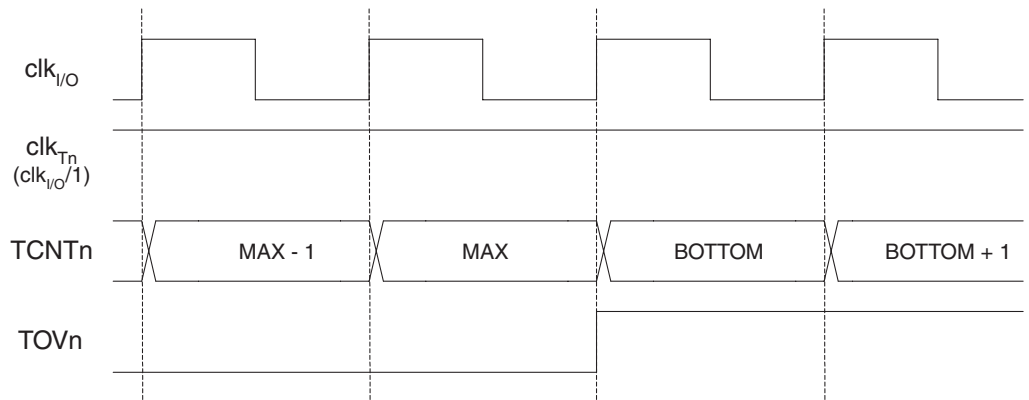 clkI/O
clkTn
(clkI/O/1)
TCNTn MAX - 1 MAX BOTTOM BOTTOM + 1
TOVn